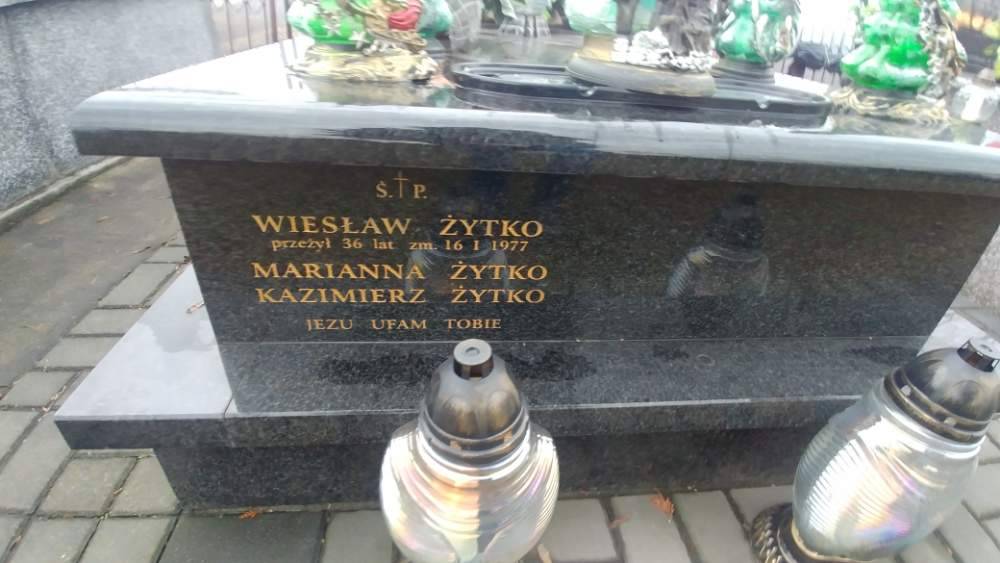 Ś.†P.
WIESŁAW ŻYTKO
przeżył 36 lat zm. 16 I 1977
MARIANNA ŻYTKO
KAZIMIERZ ŻYTKO
JEZU UFAM TOBIE